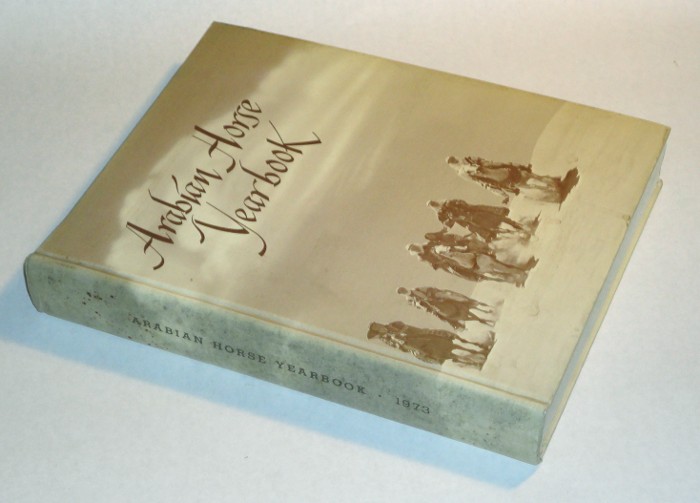 Arabian Horse
Yearbook
ARABIAN HORSE YEARBOOK · 1973